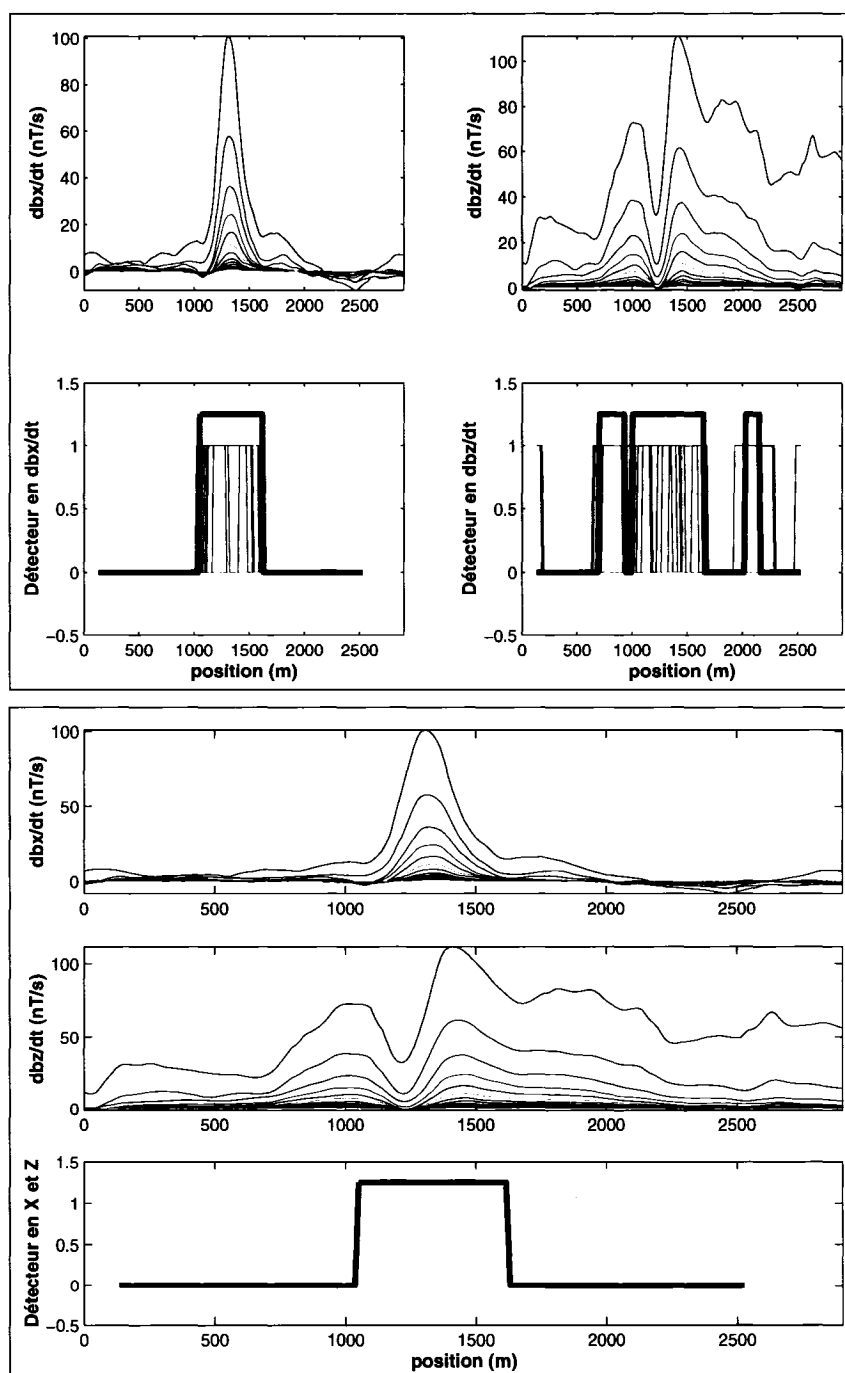 100
80
60
40
20
0
dbx/dt (nT/s)
0 500 1000 1500 2000 2500
100
80
60
40
20
0
dbz/dt (nT/s)
0 500 1000 1500 2000 2500
1.5
1
0.5
0
−0.5
Détecteur en dbx/dt
0 500 1000 1500 2000 2500
position (m)
1.5
1
0.5
0
−0.5
Détecteur en dbz/dt
0 500 1000 1500 2000 2500
position (m)
100
50
0
dbx/dt (nT/s)
0 500 1000 1500 2000 2500
100
50
0
dbz/dt (nT/s)
0 500 1000 1500 2000 2500
1.5
1
0.5
0
−0.5
Détecteur en X et Z
0 500 1000 1500 2000 2500
position (m)